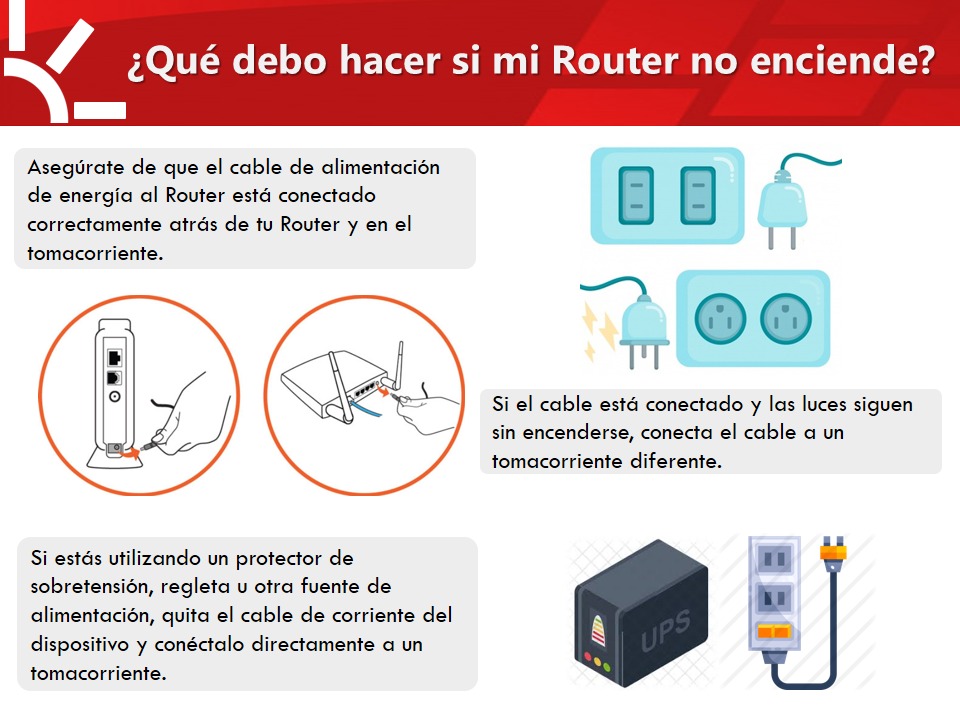 ¿Qué debo hacer si mi Router no enciende?
Asegúrate de que el cable de alimentación
de energía al Router está conectado
correctamente atrás de tu Router y en el
tomacorriente.
Si el cable está conectado y las luces siguen
sin encenderse, conecta el cable a un
tomacorriente diferente.
Si estás utilizando un protector de
sobretensión, regleta u otra fuente de
alimentación, quita el cable de corriente del
dispositivo y conéctalo directamente a un
tomacorriente.
UPS